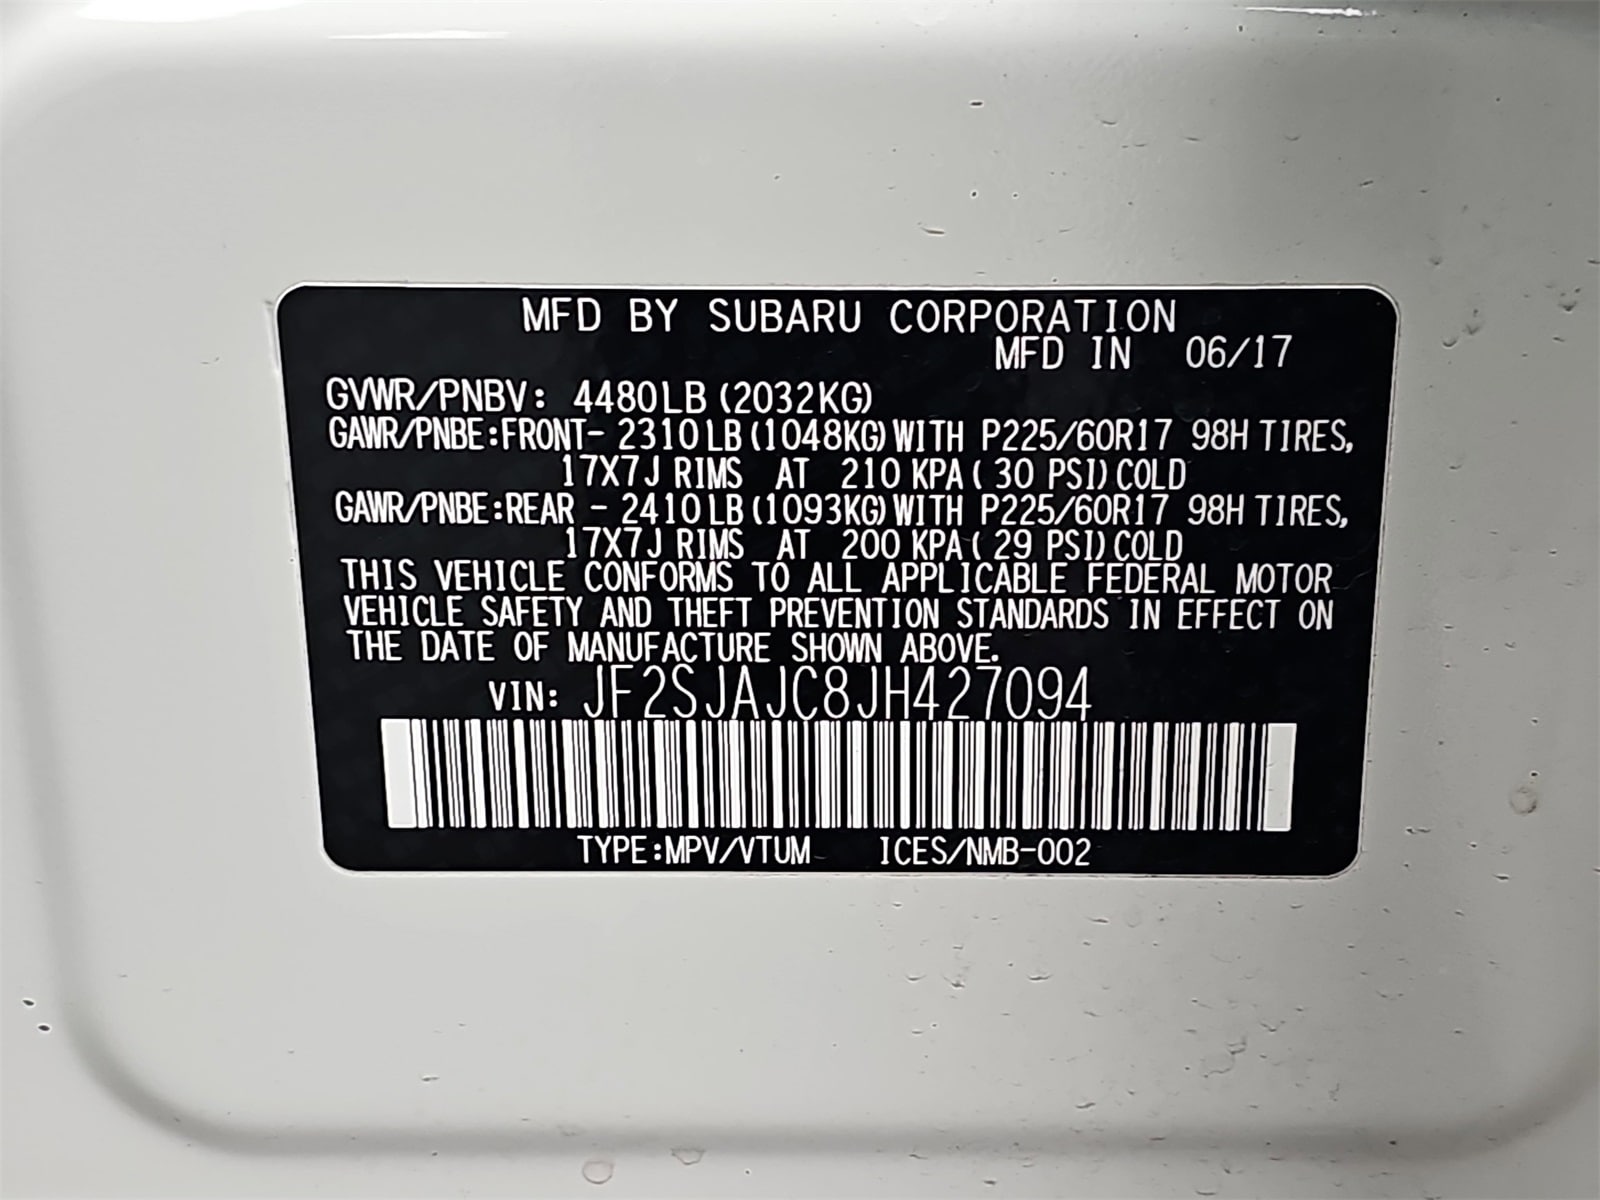 MFD BY SUBARU CORPORATION
MFD IN 06/17
GVWR/PNBV: 4480LB (2032KG)
GAWR/PNBE:FRONT- 2310LB (1048KG) WITH P225/60R17 98H TIRES,
17X7J RIMS AT 210 KPA ( 30 PSI) COLD
GAWR/PNBE:REAR - 2410LB (1093KG) WITH P225/60R17 98H TIRES,
17X7J RIMS AT 200 KPA ( 29 PSI) COLD
THIS VEHICLE CONFORMS TO ALL APPLICABLE FEDERAL MOTOR
VEHICLE SAFETY AND THEFT PREVENTION STANDARDS IN EFFECT ON
THE DATE OF MANUFACTURE SHOWN ABOVE.
VIN: JF2SJAJC8JH427094
TYPE:MPV/VTUM ICES/NMB-002